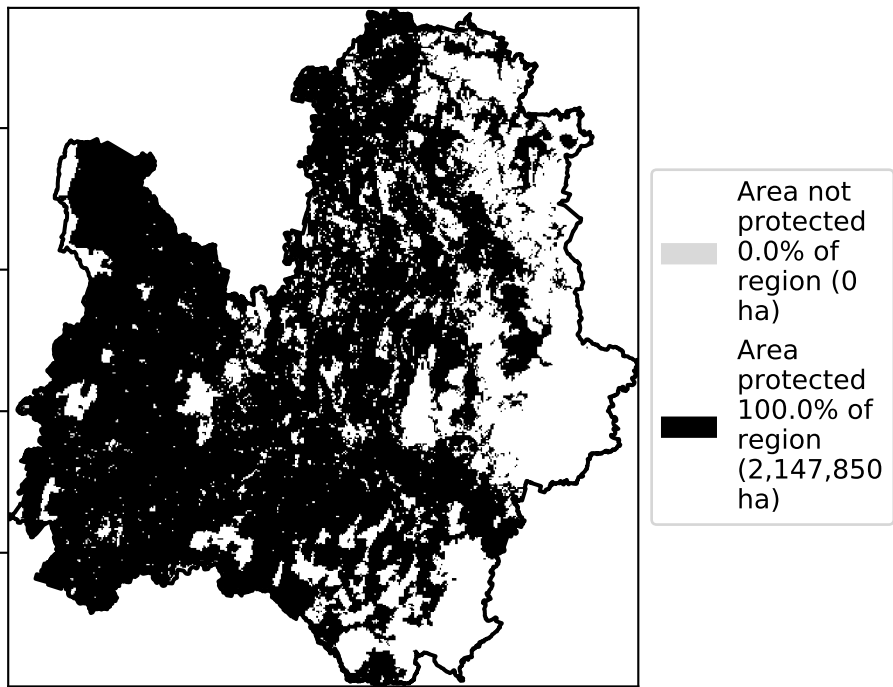 Area not
protected
0.0% of
region (0
ha)
Area
protected
100.0% of
region
(2,147,850
ha)